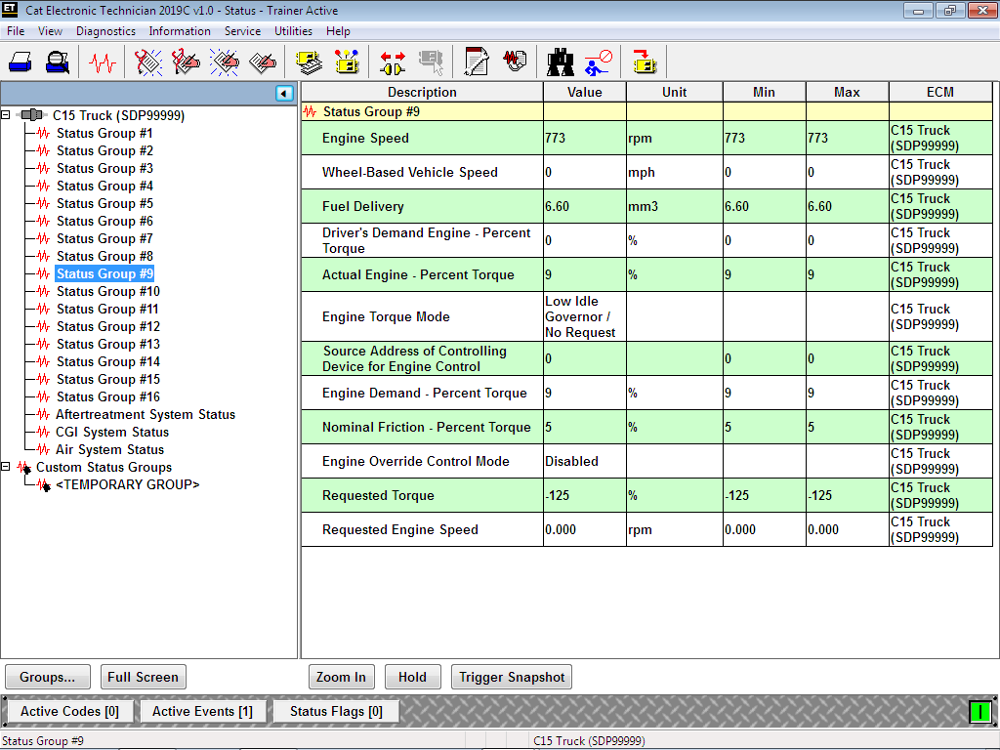 ET Cat Electronic Technician 2019C v1.0 - Status - Trainer Active
File View Diagnostics Information Service Utilities Help
C15 Truck (SDP99999)
Status Group #1
Status Group #2
Status Group #3
Status Group #4
Status Group #5
Status Group #6
Status Group #7
Status Group #8
Status Group #9
Status Group #10
Status Group #11
Status Group #12
Status Group #13
Status Group #14
Status Group #15
Status Group #16
Aftertreatment System Status
CGI System Status
Air System Status
Custom Status Groups
<TEMPORARY GROUP>
Description Value Unit Min Max ECM
Status Group #9
Engine Speed 773 rpm 773 773 C15 Truck
(SDP99999)
Wheel-Based Vehicle Speed 0 mph 0 0 C15 Truck
(SDP99999)
Fuel Delivery 6.60 mm3 6.60 6.60 C15 Truck
(SDP99999)
Driver's Demand Engine - Percent
Torque 0 % 0 0 C15 Truck
(SDP99999)
Actual Engine - Percent Torque 9 % 9 9 C15 Truck
(SDP99999)
Engine Torque Mode Low Idle
Governor /
No Request C15 Truck
(SDP99999)
Source Address of Controlling
Device for Engine Control 0 0 0 C15 Truck
(SDP99999)
Engine Demand - Percent Torque 9 % 9 9 C15 Truck
(SDP99999)
Nominal Friction - Percent Torque 5 % 5 5 C15 Truck
(SDP99999)
Engine Override Control Mode Disabled C15 Truck
(SDP99999)
Requested Torque -125 % -125 -125 C15 Truck
(SDP99999)
Requested Engine Speed 0.000 rpm 0.000 0.000 C15 Truck
(SDP99999)
Groups... Full Screen Zoom In Hold Trigger Snapshot
Active Codes [0] Active Events [1] Status Flags [0]
Status Group #9 C15 Truck (SDP99999)